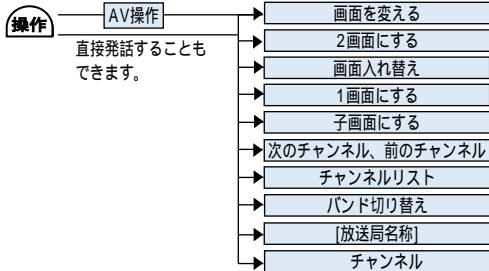 操作
AV操作
直接発話することも
できます。
画面を変える
2画面にする
画面入れ替え
1画面にする
子画面にする
次のチャンネル、前のチャンネル
チャンネルリスト
バンド切り替え
[放送局名称]
チャンネル